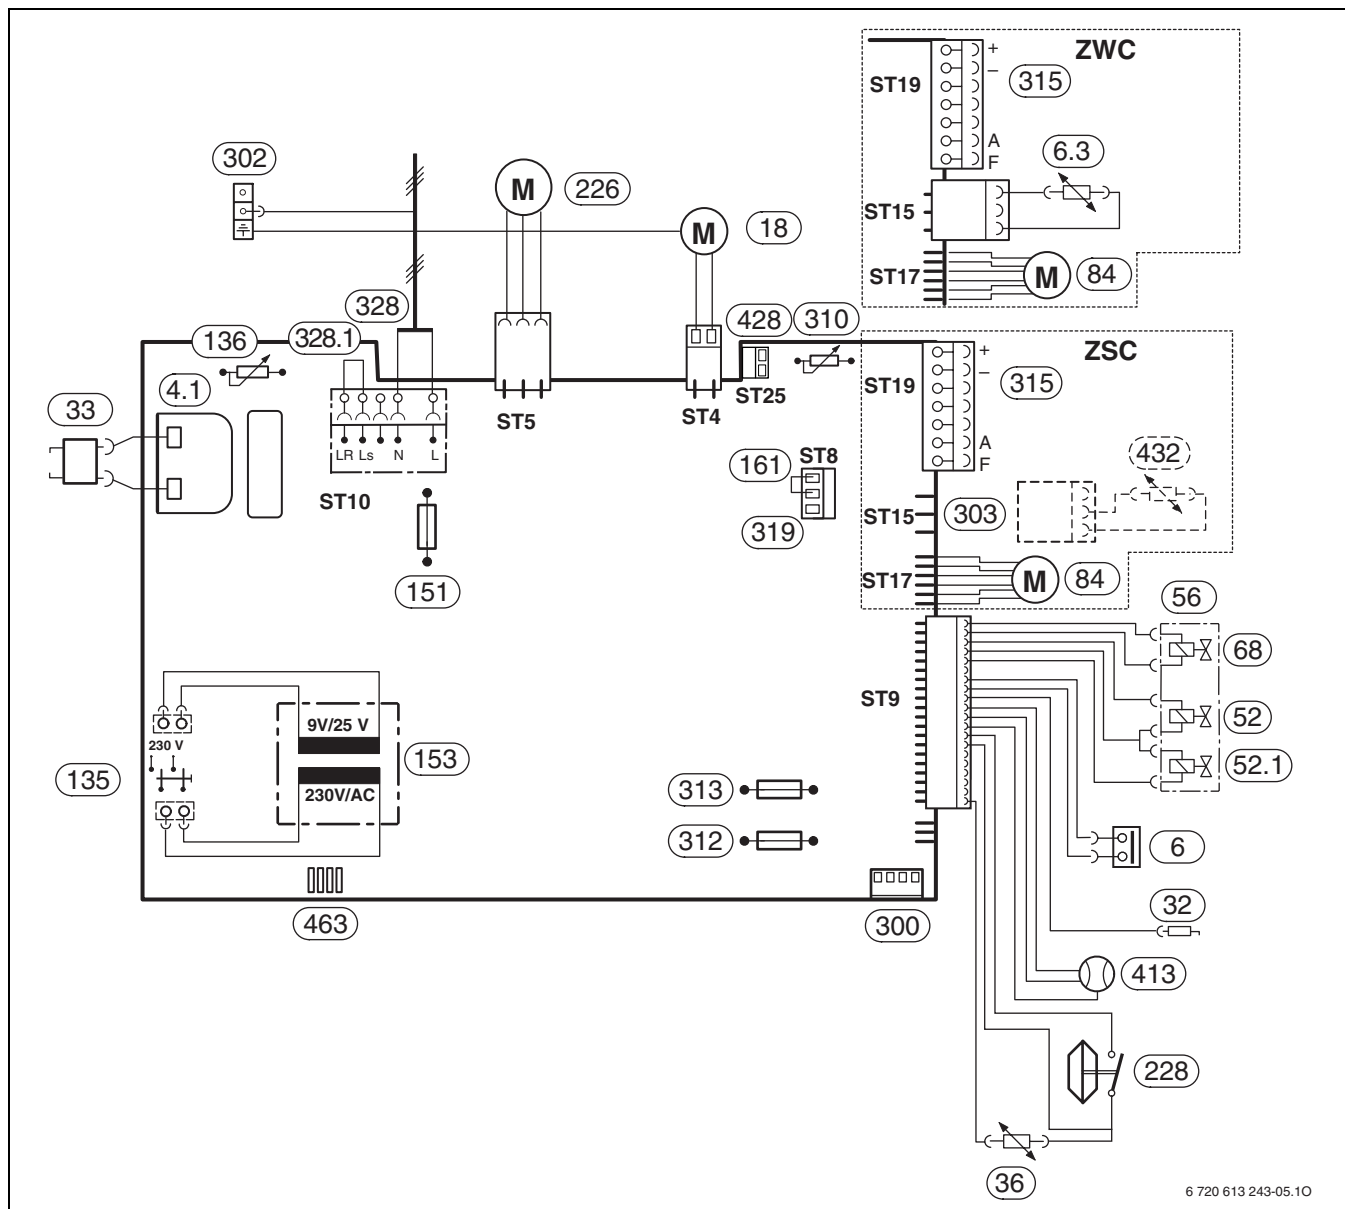 ZWC
+
–
ST19
315
A
F
6.3
ST15
ST17
M
84
302
M
226
M
18
328
136
328.1
428
310
4.1
33
ST5
ST4
ST25
LR Ls N L
ST10
151
ZSC
+
–
ST19
315
A
F
161
ST8
319
432
ST15
303
ST17
M
84
56
68
ST9
52
52.1
9V/25 V
230 V
153
135
230V/AC
313
312
6
463
300
32
413
228
36
6 720 613 243-05.1O